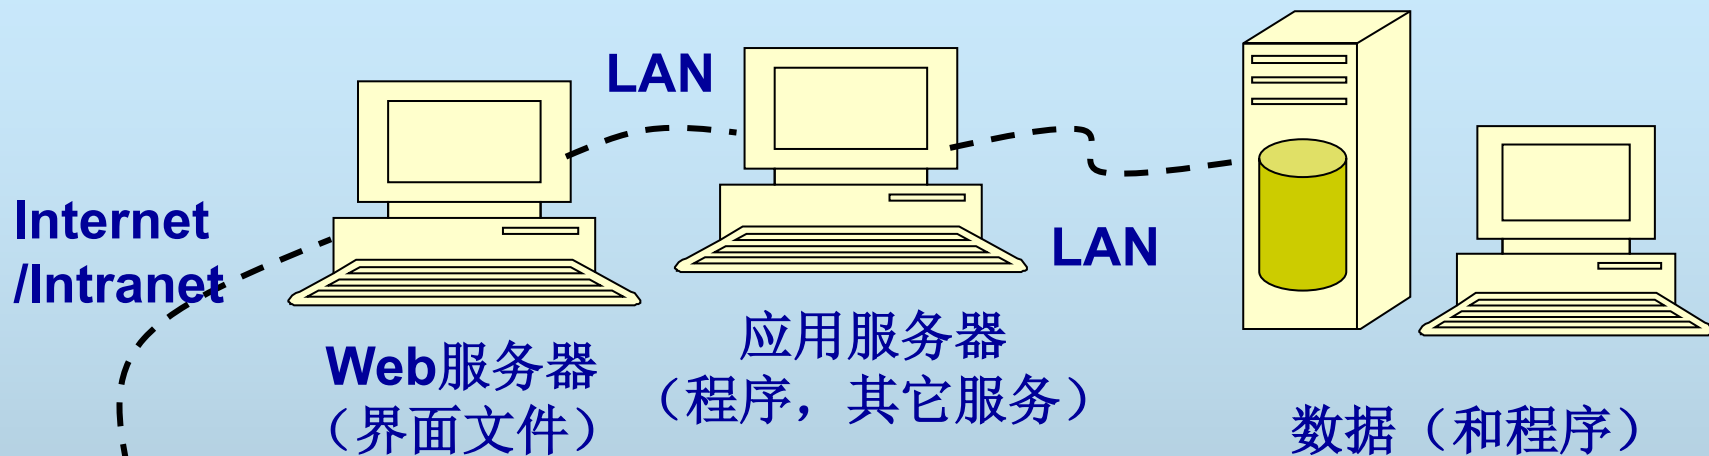 LAN
Internet
/Intranet
LAN
Web服务器
(界面文件)
应用服务器
(程序,其它服务)
数据(和程序)